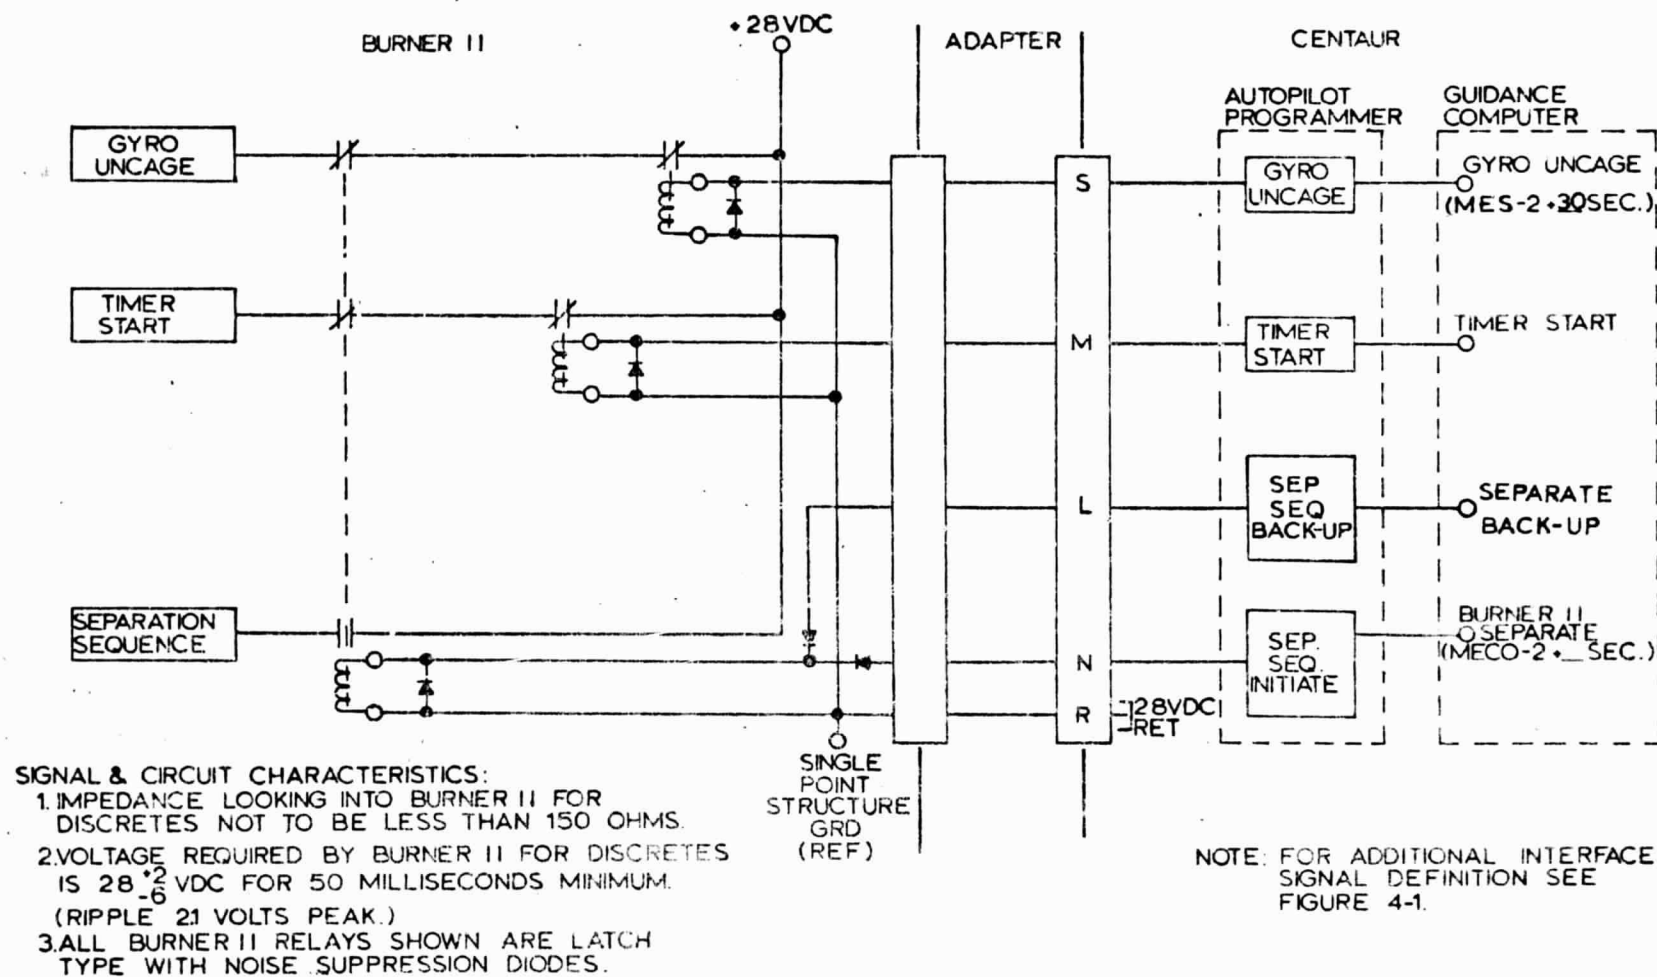 BURNER II
+28VDC
ADAPTER
CENTAUR
AUTOPILOT
PROGRAMMER
GUIDANCE
COMPUTER
GYRO
UNCAGE
S
GYRO
UNCAGE
GYRO UNCAGE
(MES-2+30SEC.)
TIMER
START
M
TIMER
START
TIMER START
L
SEP
SEQ
BACK-UP
SEPARATE
BACK-UP
SEPARATION
SEQUENCE
N
SEP.
SEQ.
INITIATE
BURNER II
SEPARATE
(MECO-2+__SEC.)
R
28VDC
RET
SINGLE
POINT
STRUCTURE
GRD
(REF)
SIGNAL & CIRCUIT CHARACTERISTICS:
1. IMPEDANCE LOOKING INTO BURNER II FOR
DISCRETES NOT TO BE LESS THAN 150 OHMS.
2.VOLTAGE REQUIRED BY BURNER II FOR DISCRETES
IS 28 +2 -6 VDC FOR 50 MILLISECONDS MINIMUM.
(RIPPLE 2.1 VOLTS PEAK.)
3.ALL BURNER II RELAYS SHOWN ARE LATCH
TYPE WITH NOISE SUPPRESSION DIODES.
NOTE: FOR ADDITIONAL INTERFACE
SIGNAL DEFINITION SEE
FIGURE 4-1.